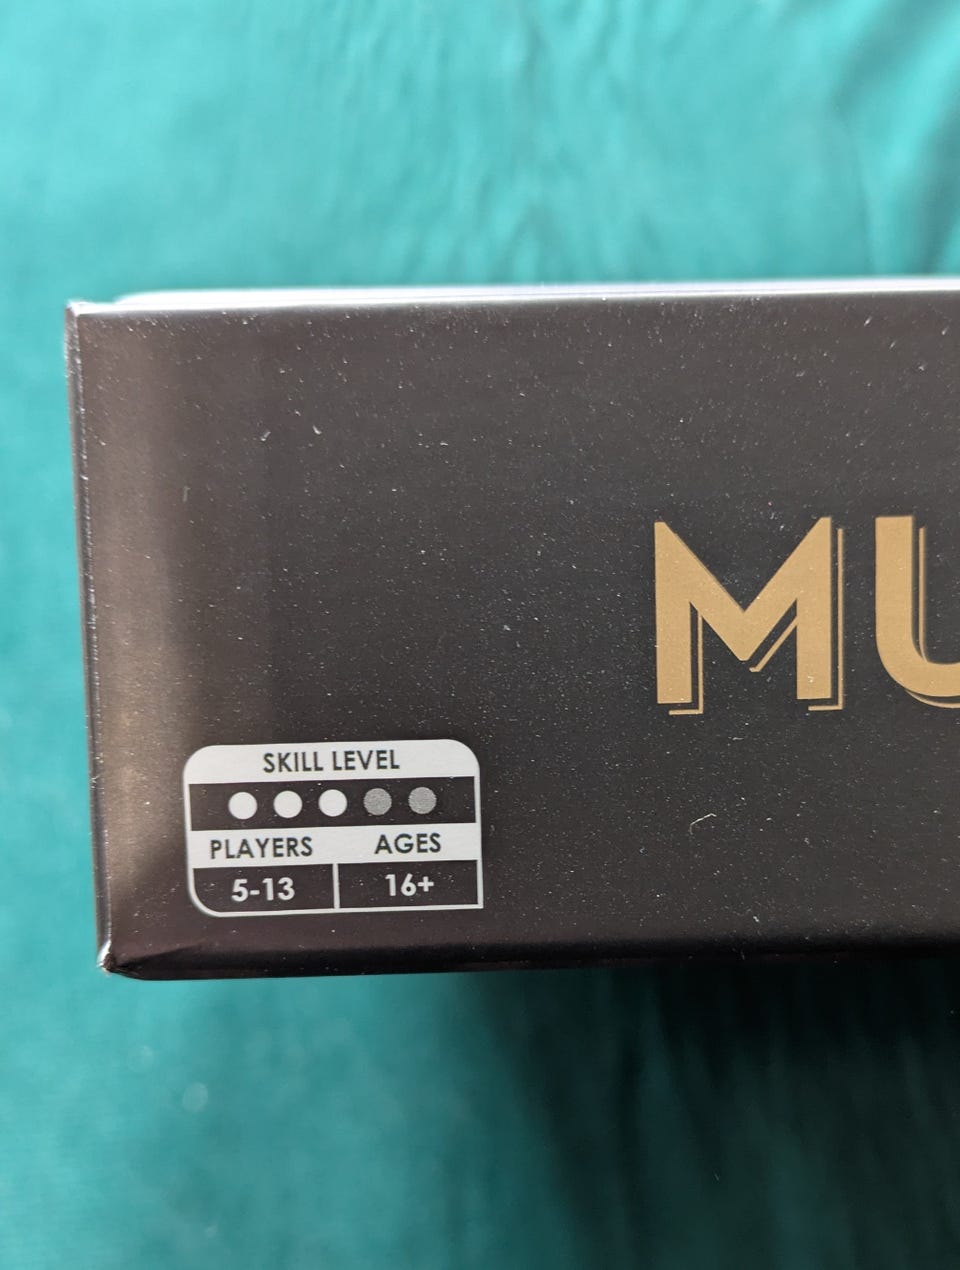 MU
SKILL LEVEL
PLAYERS AGES
5-13 16+